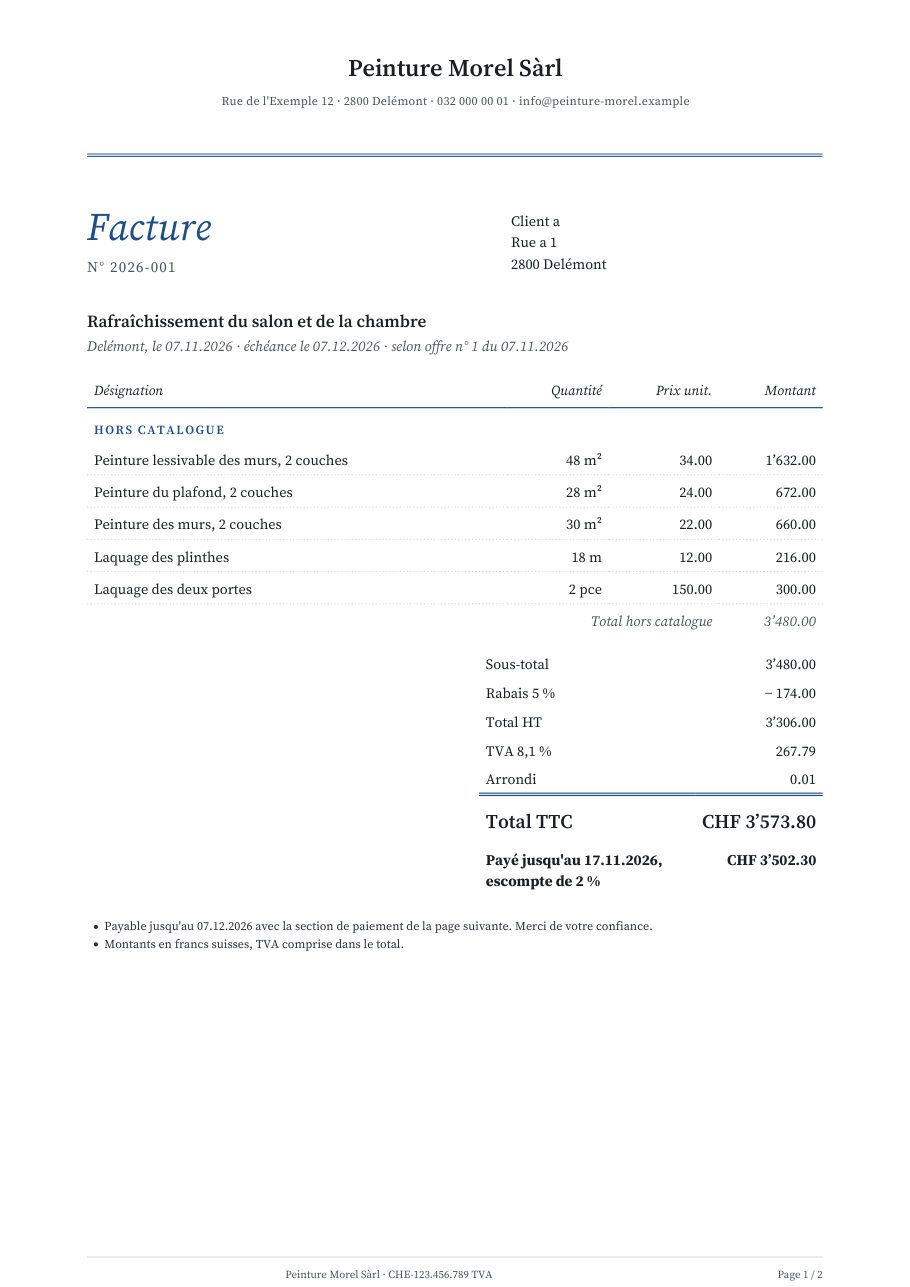 Peinture Morel Sàrl
Rue de l'Exemple 12 · 2800 Delémont · 032 000 00 01 · info@peinture-morel.example
Facture
N° 2026-001
Client a
Rue a 1
2800 Delémont
Rafraîchissement du salon et de la chambre
Delémont, le 07.11.2026 · échéance le 07.12.2026 · selon offre n° 1 du 07.11.2026
Désignation Quantité Prix unit. Montant
HORS CATALOGUE
Peinture lessivable des murs, 2 couches 48 m² 34.00 1’632.00
Peinture du plafond, 2 couches 28 m² 24.00 672.00
Peinture des murs, 2 couches 30 m² 22.00 660.00
Laquage des plinthes 18 m 12.00 216.00
Laquage des deux portes 2 pce 150.00 300.00
Total hors catalogue 3’480.00
Sous-total 3’480.00
Rabais 5 % − 174.00
Total HT 3’306.00
TVA 8,1 % 267.79
Arrondi 0.01
Total TTC CHF 3’573.80
Payé jusqu'au 17.11.2026, CHF 3’502.30
escompte de 2 %
• Payable jusqu'au 07.12.2026 avec la section de paiement de la page suivante. Merci de votre confiance.
• Montants en francs suisses, TVA comprise dans le total.
Peinture Morel Sàrl · CHE-123.456.789 TVA Page 1 / 2